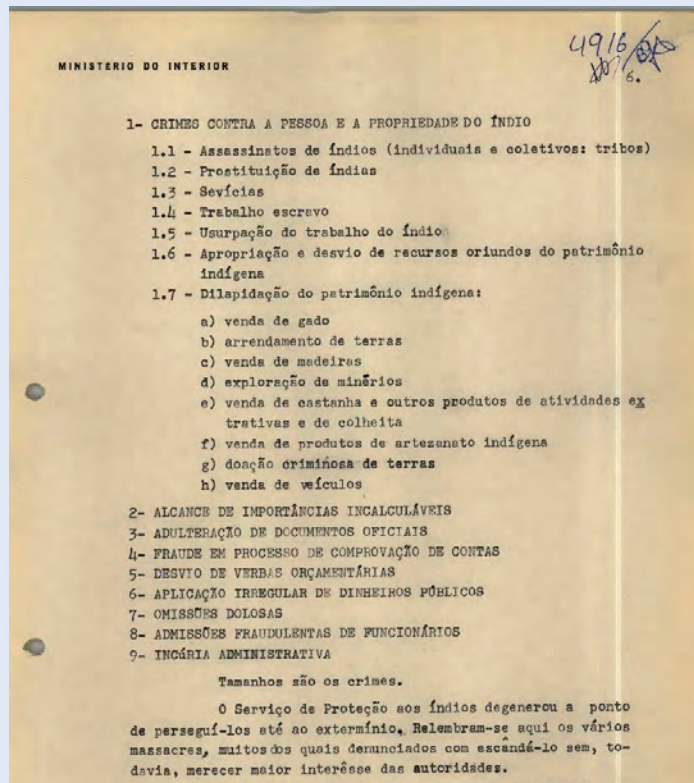 4916
MINISTERIO DO INTERIOR
6.
1- CRIMES CONTRA A PESSOA E A PROPRIEDADE DO ÍNDIO
1.1 - Assassinatos de índios (individuais e coletivos: tribos)
1.2 - Prostituição de índias
1.3 - Sevícias
1.4 - Trabalho escravo
1.5 - Usurpação do trabalho do índio
1.6 - Apropriação e desvio de recursos oriundos do patrimônio
indígena
1.7 - Dilapidação do patrimônio indígena:
a) venda de gado
b) arrendamento de terras
c) venda de madeiras
d) exploração de minérios
e) venda de castanha e outros produtos de atividades ex
trativas e de colheita
f) venda de produtos de artezanato indígena
g) doação criminosa de terras
h) venda de veículos
2- ALCANCE DE IMPORTÂNCIAS INCALCULÁVEIS
3- ADULTERAÇÃO DE DOCUMENTOS OFICIAIS
4- FRAUDE EM PROCESSO DE COMPROVAÇÃO DE CONTAS
5- DESVIO DE VERBAS ORÇAMENTÁRIAS
6- APLICAÇÃO IRREGULAR DE DINHEIROS PÚBLICOS
7- OMISSÕES DOLOSAS
8- ADMISSÕES FRAUDULENTAS DE FUNCIONÁRIOS
9- INCÚRIA ADMINISTRATIVA
Tamanhos são os crimes.
O Serviço de Proteção aos Índios degenerou a ponto
de perseguí-los até ao extermínio. Relembram-se aqui os vários
massacres, muitos dos quais denunciados com escândá-lo sem, to-
davia, merecer maior interêsse das autoridades.